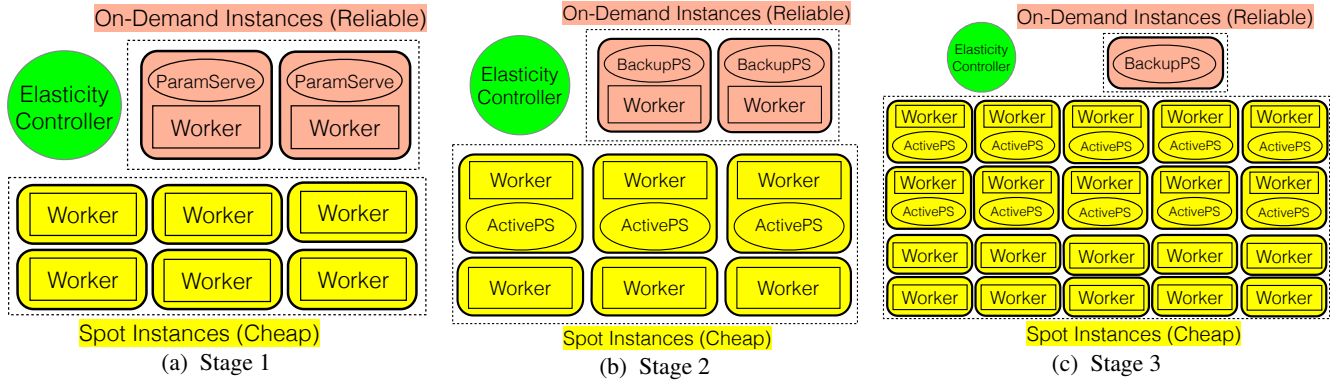 On-Demand Instances (Reliable)
Elasticity
Controller
ParamServe ParamServe
Worker Worker
Worker Worker Worker
Worker Worker Worker
Spot Instances (Cheap)
(a) Stage 1
On-Demand Instances (Reliable)
Elasticity
Controller
BackupPS BackupPS
Worker Worker
Worker Worker Worker
ActivePS ActivePS ActivePS
Worker Worker Worker
Spot Instances (Cheap)
(b) Stage 2
On-Demand Instances (Reliable)
Elasticity
Controller
BackupPS
Worker Worker Worker Worker Worker
ActivePS ActivePS ActivePS ActivePS ActivePS
Worker Worker Worker Worker Worker
ActivePS ActivePS ActivePS ActivePS ActivePS
Worker Worker Worker Worker Worker
Worker Worker Worker Worker Worker
Spot Instances (Cheap)
(c) Stage 3